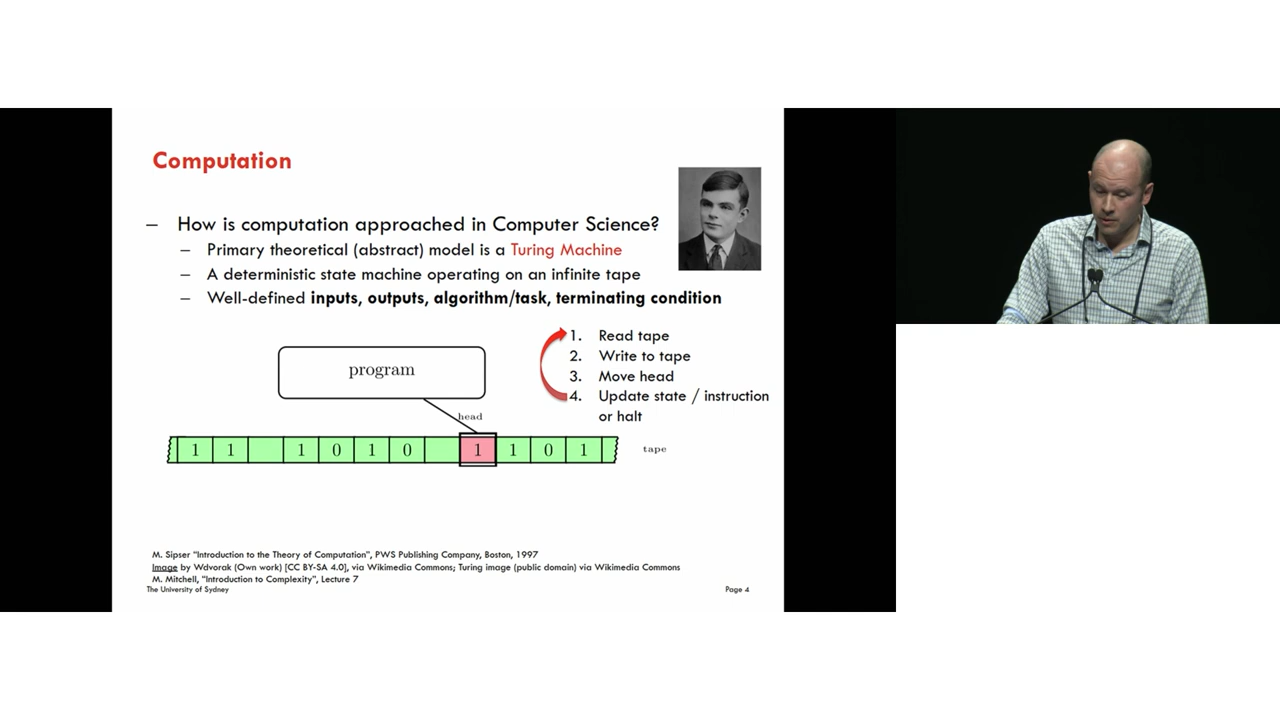 Computation
– How is computation approached in Computer Science?
– Primary theoretical (abstract) model is a Turing Machine
– A deterministic state machine operating on an infinite tape
– Well-defined inputs, outputs, algorithm/task, terminating condition
1. Read tape
2. Write to tape
3. Move head
4. Update state / instruction
or halt
program
head
1 1 1 0 1 0 1 1 0 1
tape
M. Sipser "Introduction to the Theory of Computation", PWS Publishing Company, Boston, 1997
Image by Wdvorak (Own work) [CC BY-SA 4.0], via Wikimedia Commons; Turing image (public domain) via Wikimedia Commons
M. Mitchell, "Introduction to Complexity", Lecture 7
The University of Sydney
Page 4